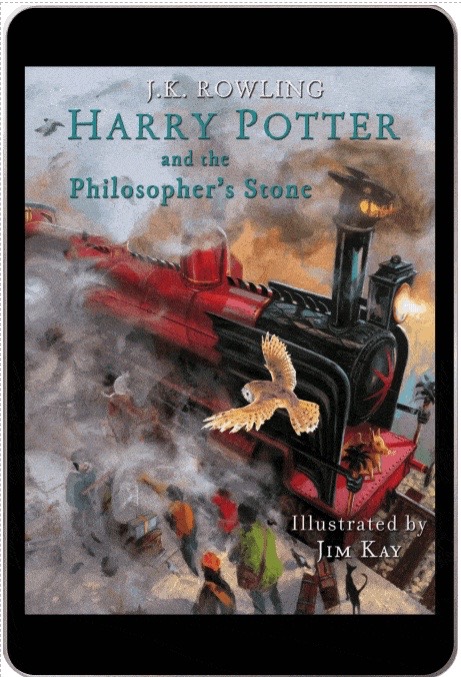 J.K. ROWLING
HARRY POTTER
and the
Philosopher's Stone
Illustrated by
JIM KAY